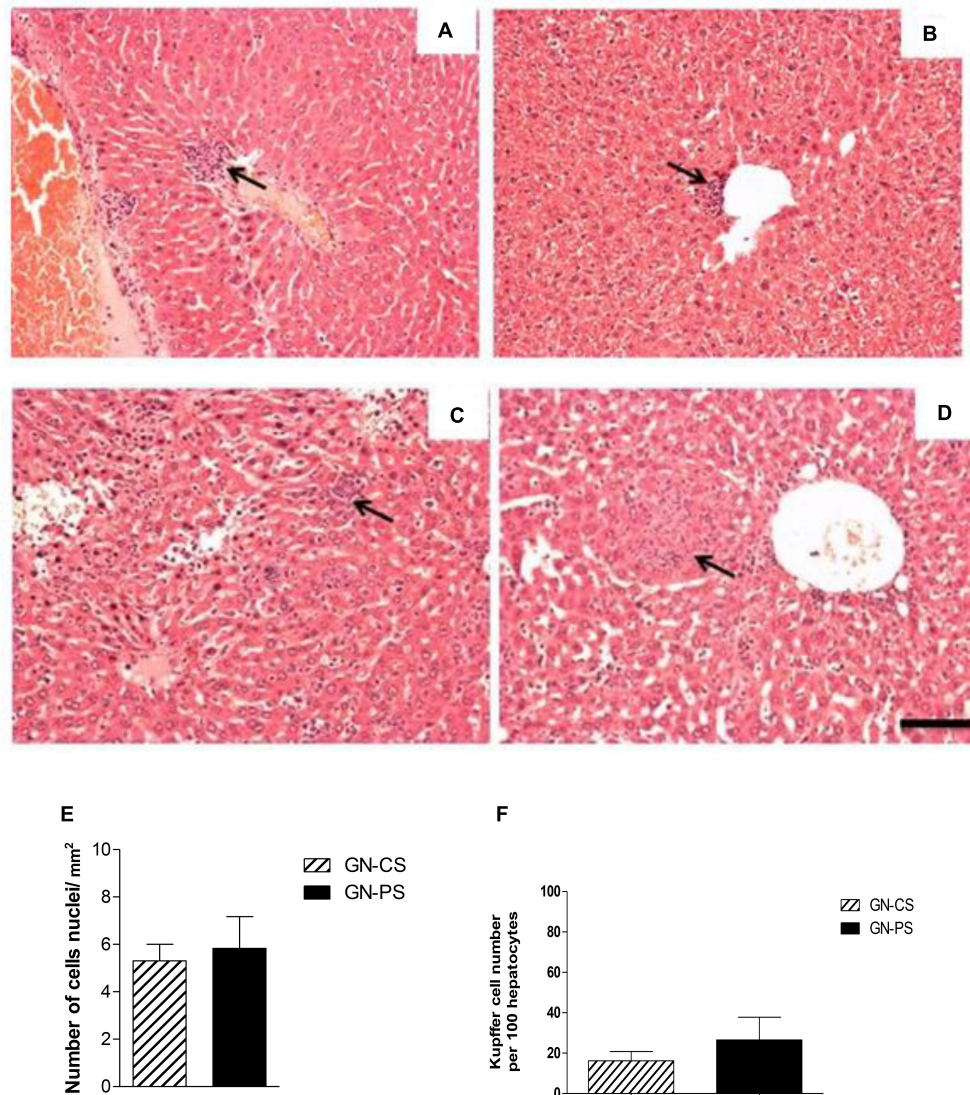 A
B
C
D
E
F
Number of cells nuclei/ mm²
10
8
6
4
2
0
GN-CS
GN-PS
Kupffer cell number
per 100 hepatocytes
100
80
60
40
20
0
GN-CS
GN-PS